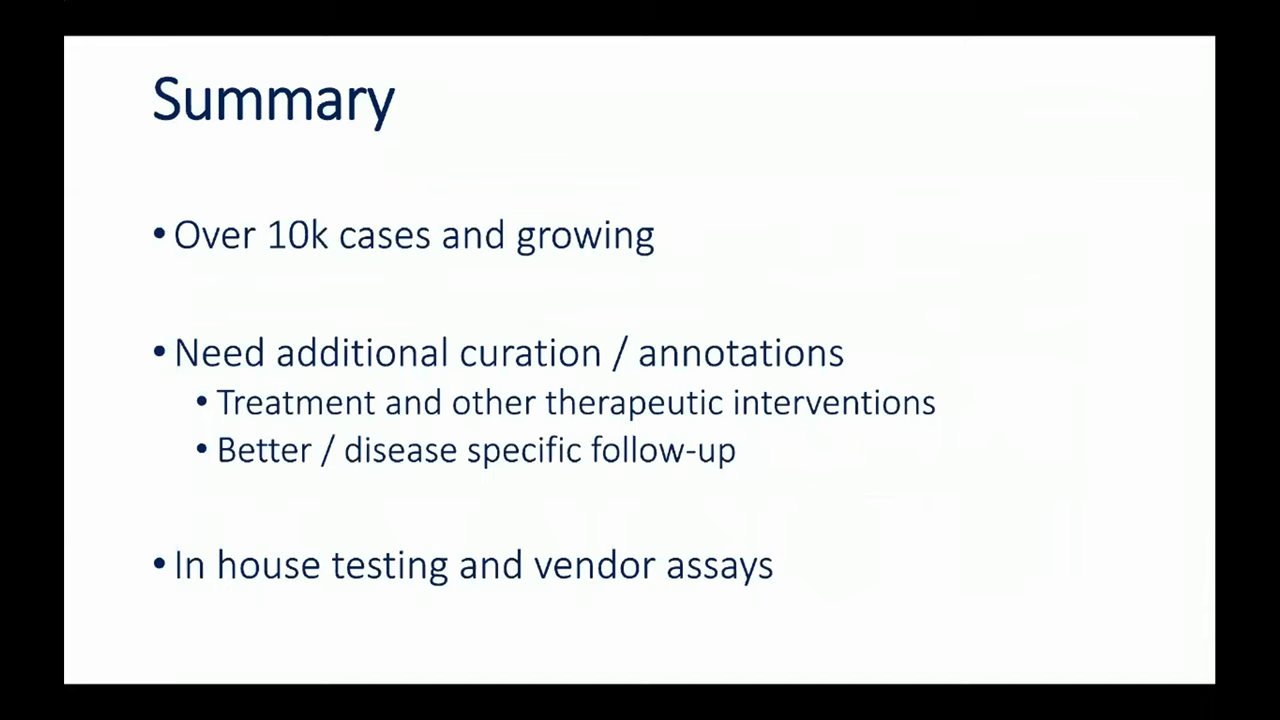 Summary
• Over 10k cases and growing
• Need additional curation / annotations
• Treatment and other therapeutic interventions
• Better / disease specific follow-up
• In house testing and vendor assays